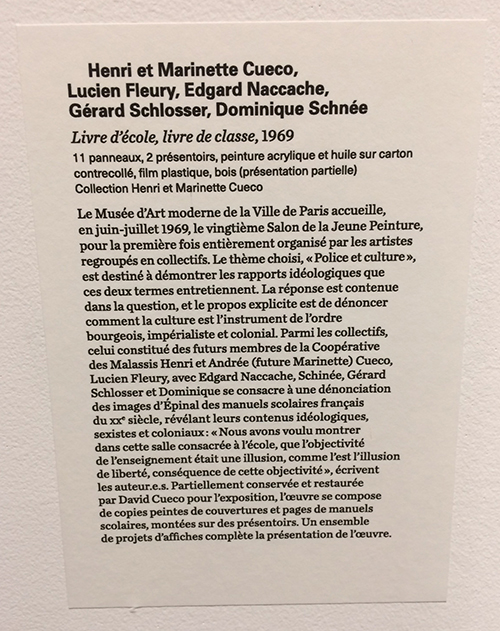 Henri et Marinette Cueco,
Lucien Fleury, Edgard Naccache,
Gérard Schlosser, Dominique Schnée
Livre d'école, livre de classe, 1969
11 panneaux, 2 présentoirs, peinture acrylique et huile sur carton
contrecollé, film plastique, bois (présentation partielle)
Collection Henri et Marinette Cueco
Le Musée d'Art moderne de la Ville de Paris accueille,
en juin-juillet 1969, le vingtième Salon de la Jeune Peinture,
pour la première fois entièrement organisé par les artistes
regroupés en collectifs. Le thème choisi, « Police et culture »,
est destiné à démontrer les rapports idéologiques que
ces deux termes entretiennent. La réponse est contenue
dans la question, et le propos explicite est de dénoncer
comment la culture est l'instrument de l'ordre
bourgeois, impérialiste et colonial. Parmi les collectifs,
celui constitué des futurs membres de la Coopérative
des Malassis Henri et Andrée (future Marinette) Cueco,
Lucien Fleury, avec Edgard Naccache, Schinée, Gérard
Schlosser et Dominique se consacre à une dénonciation
des images d'Épinal des manuels scolaires français
du XXe siècle, révélant leurs contenus idéologiques,
sexistes et coloniaux : « Nous avons voulu montrer
dans cette salle consacrée à l'école, que l'objectivité
de l'enseignement était une illusion, comme l'est l'illusion
de liberté, conséquence de cette objectivité », écrivent
les auteur.e.s. Partiellement conservée et restaurée
par David Cueco pour l'exposition, l'œuvre se compose
de copies peintes de couvertures et pages de manuels
scolaires, montées sur des présentoirs. Un ensemble
de projets d'affiches complète la présentation de l'œuvre.